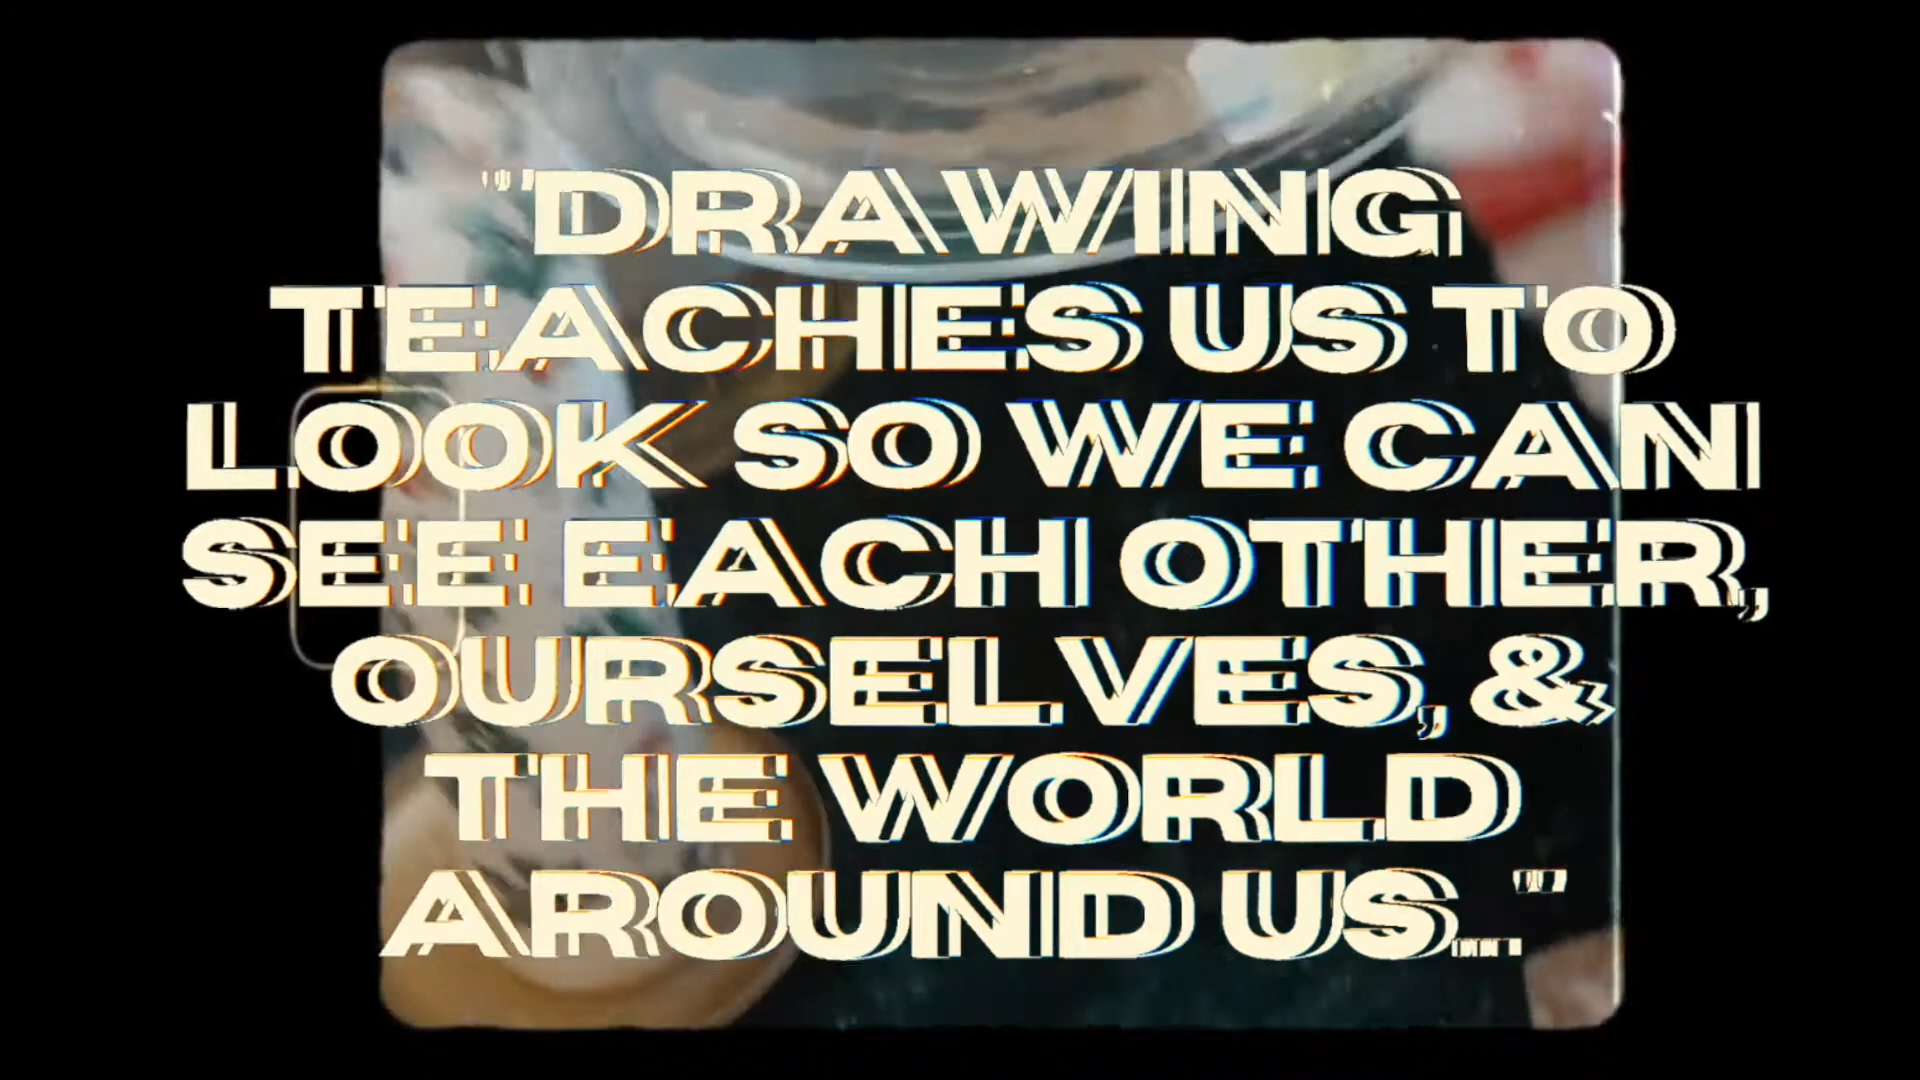 "DRAWING
TEACHES US TO
LOOK SO WE CAN
SEE EACH OTHER,
OURSELVES, &
THE WORLD
AROUND US..."